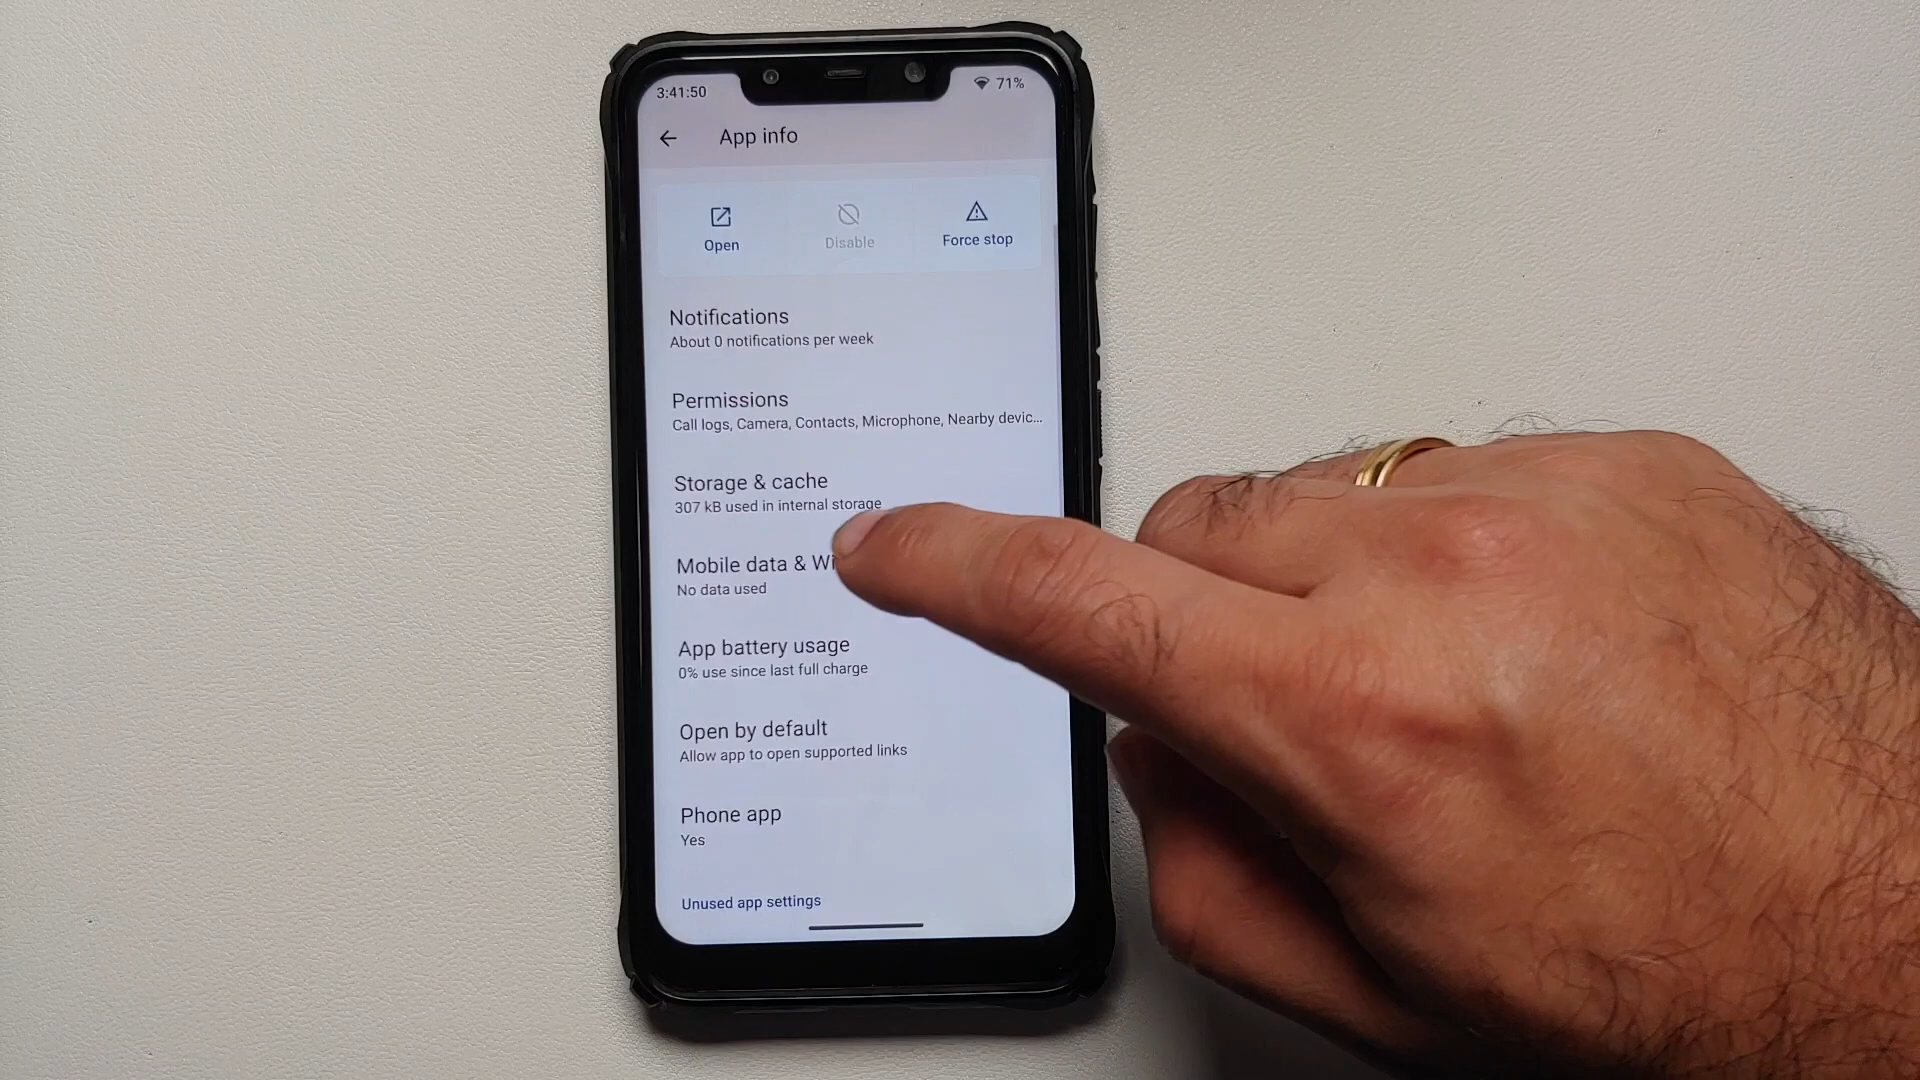 3:41:50
71%
App info
Open
Disable
Force stop
Notifications
About 0 notifications per week
Permissions
Call logs, Camera, Contacts, Microphone, Nearby devic...
Storage & cache
307 kB used in internal storage
Mobile data &
No data used
App battery usage
0% use since last full charge
Open by default
Allow app to open supported links
Phone app
Yes
Unused app settings